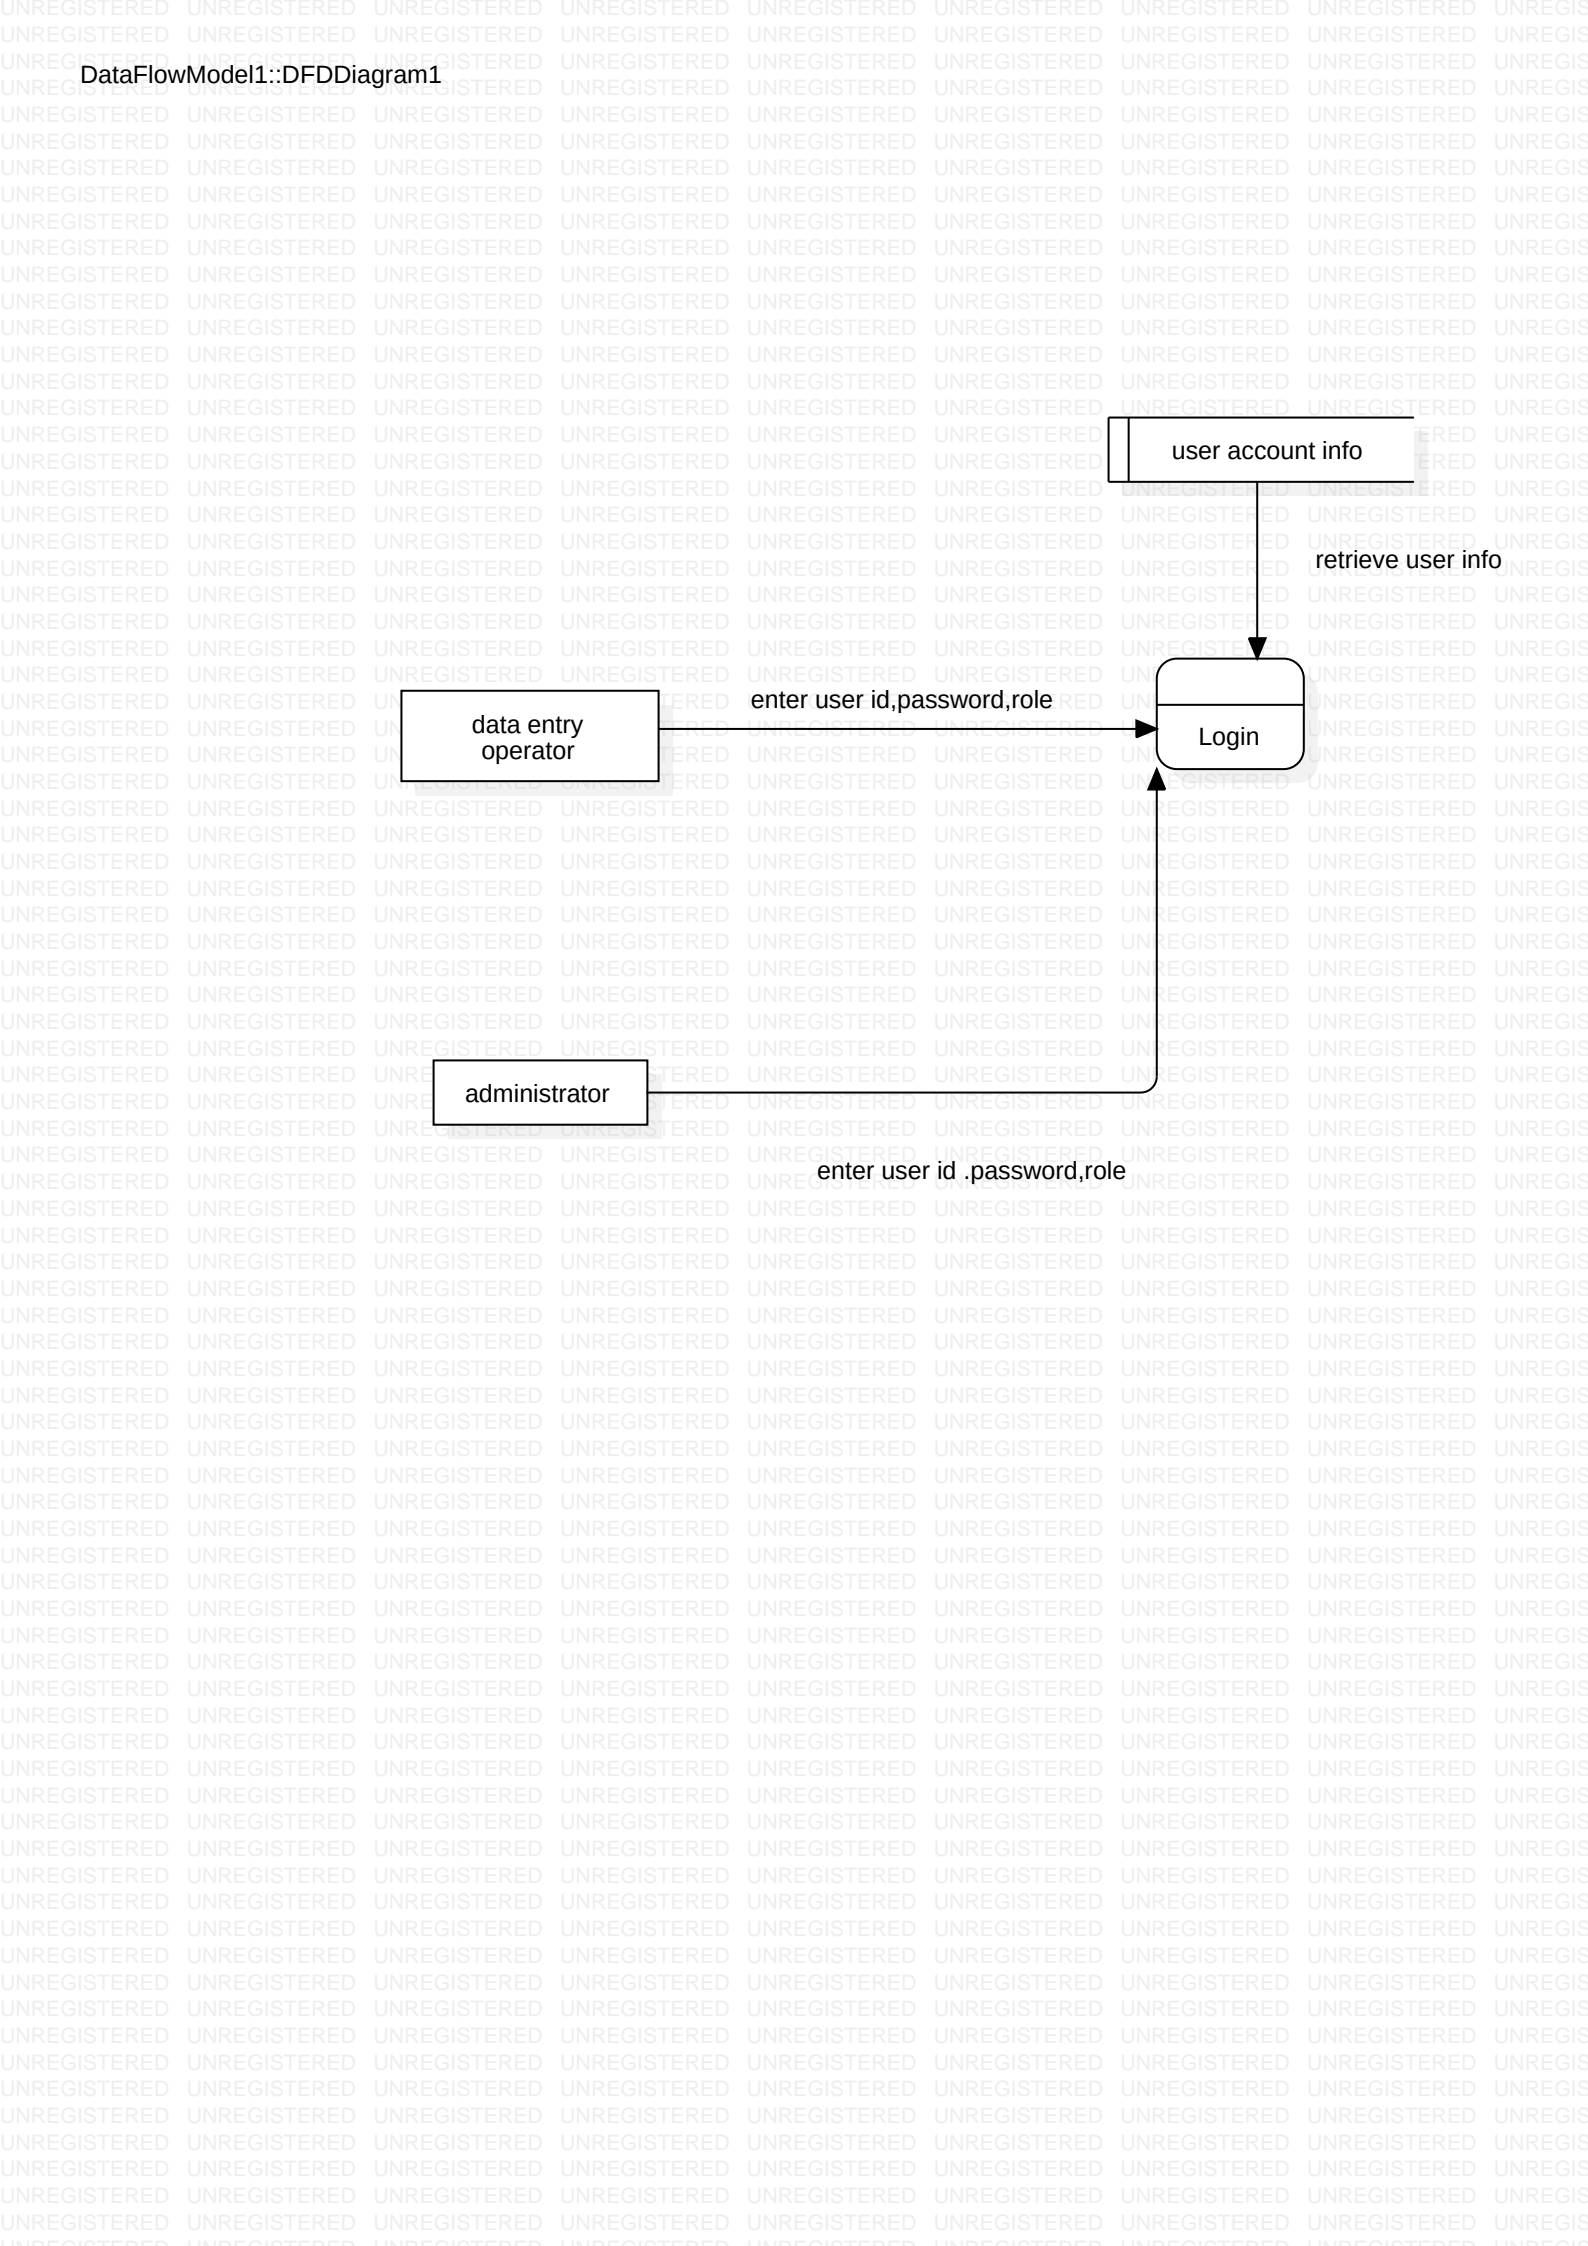 DataFlowModel1::DFDDiagram1
user account info
retrieve user info
enter user id,password,role
data entry
operator
Login
administrator
enter user id .password,role
UNREGISTERED